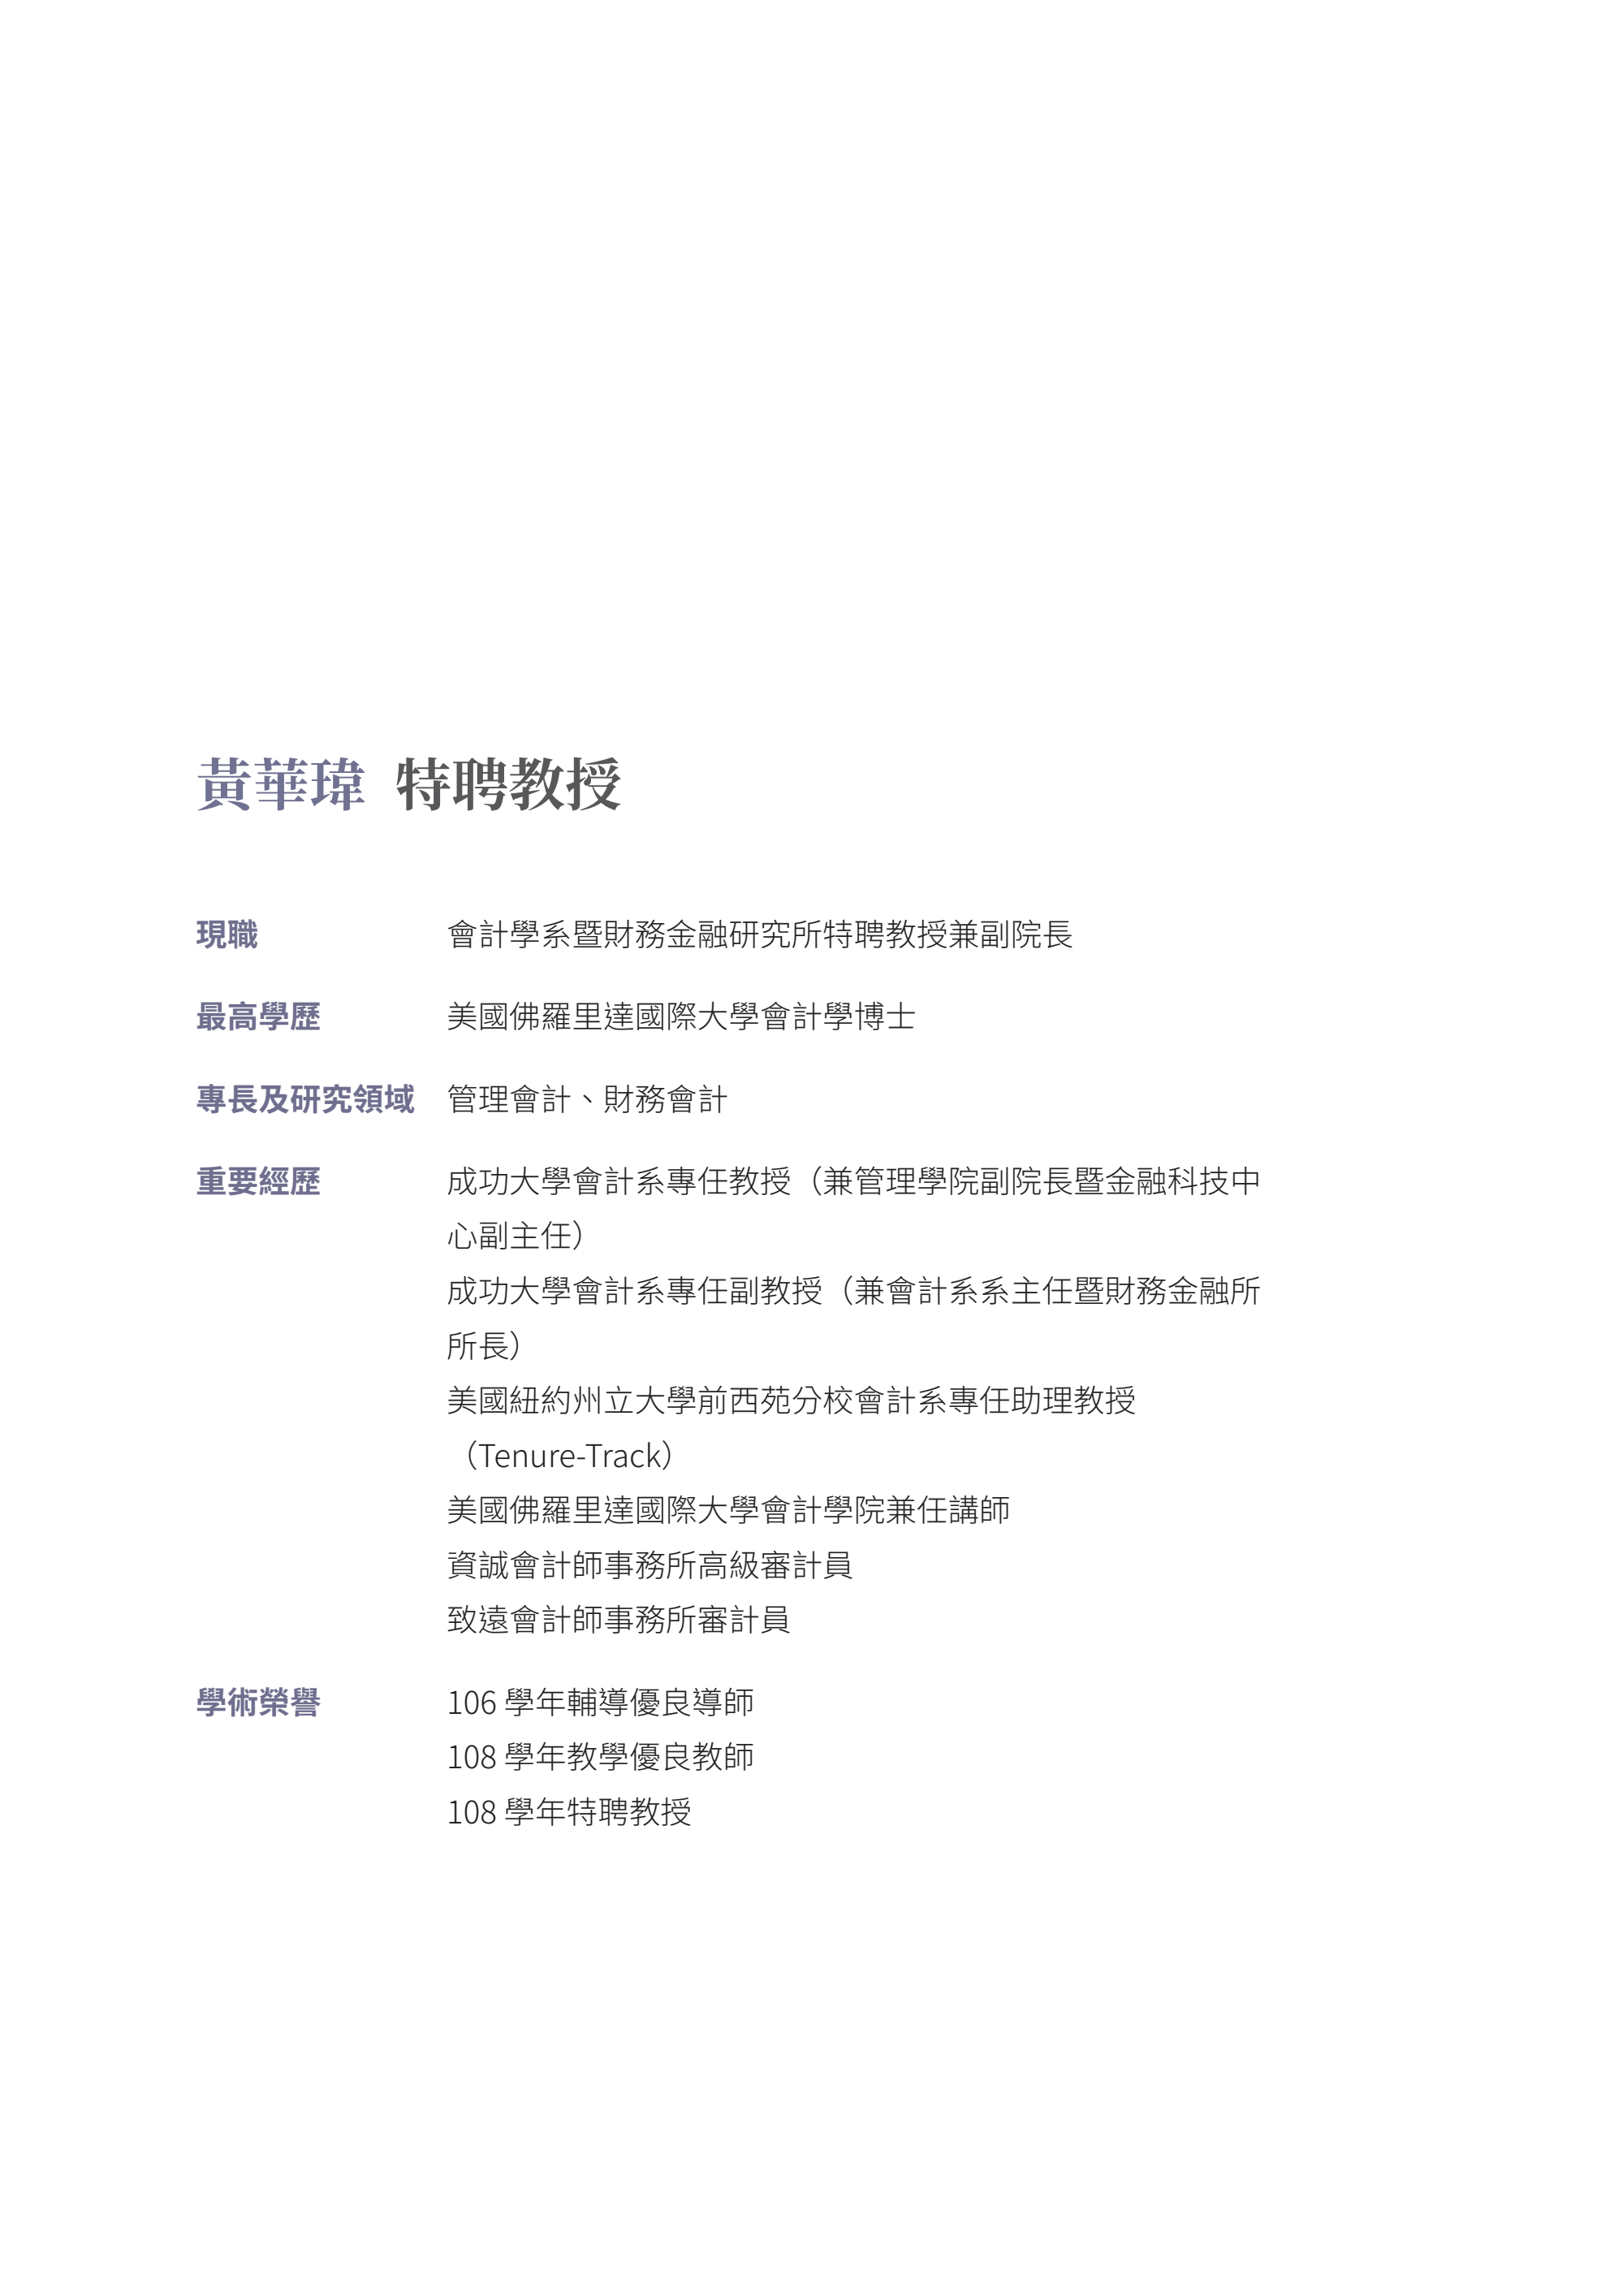 黃華瑋 特聘教授
現職 會計學系暨財務金融研究所特聘教授兼副院長
最高學歷 美國佛羅里達國際大學會計學博士
專長及研究領域 管理會計、財務會計
重要經歷 成功大學會計系專任教授（兼管理學院副院長暨金融科技中
心副主任）
成功大學會計系專任副教授（兼會計系系主任暨財務金融所
所長）
美國紐約州立大學前西苑分校會計系專任助理教授
（Tenure-Track）
美國佛羅里達國際大學會計學院兼任講師
資誠會計師事務所高級審計員
致遠會計師事務所審計員
學術榮譽 106 學年輔導優良導師
108 學年教學優良教師
108 學年特聘教授